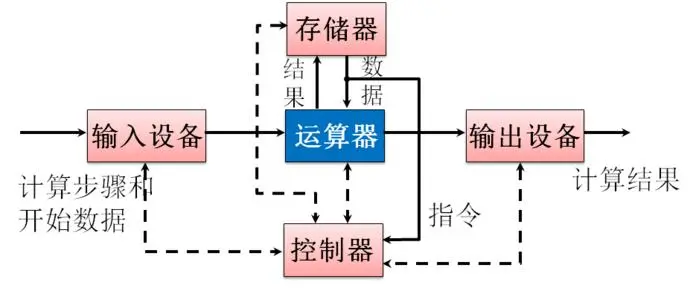 存储器
结果
数据
输入设备
运算器
输出设备
计算步骤和
开始数据
计算结果
指令
控制器